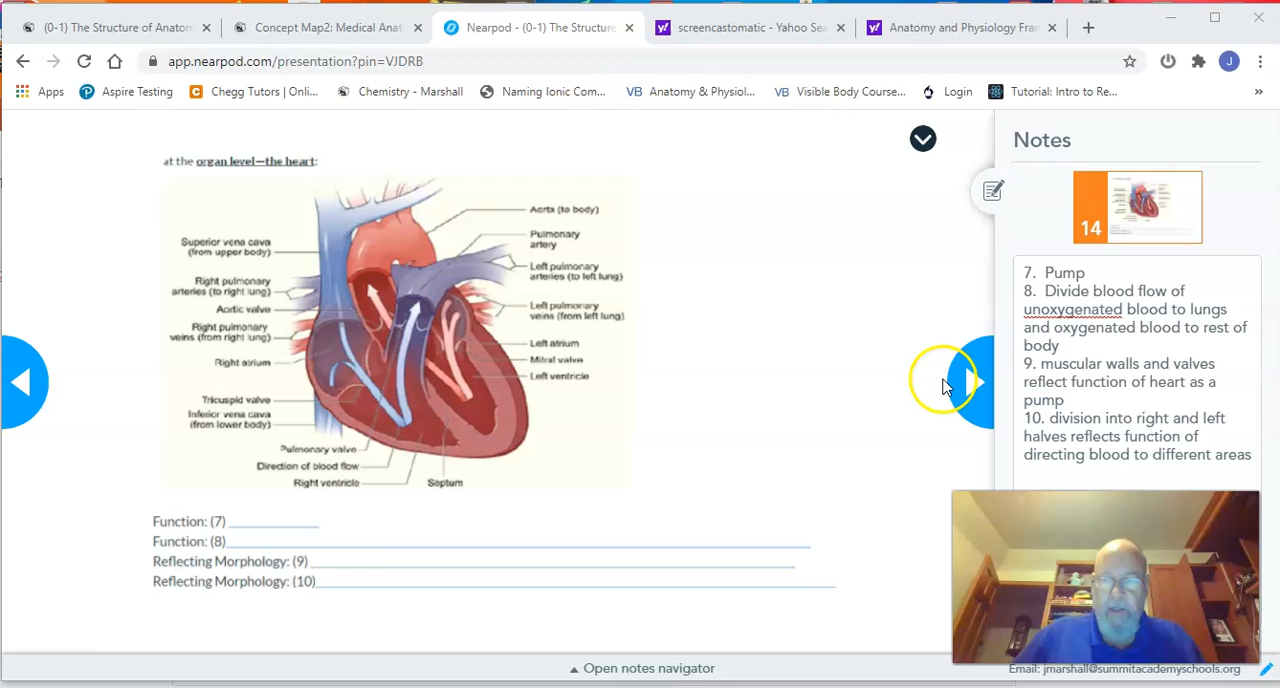 (0-1) The Structure of Anatom
Concept Map2: Medical Anat
Nearpod - (0-1) The Structure
screencastomatic - Yahoo Sea
Anatomy and Physiology Fra
app.nearpod.com/presentation?pin=VJDRB
J
Apps
Aspire Testing
Chegg Tutors | Onli...
Chemistry - Marshall
Naming Ionic Com...
VB Anatomy & Physiol...
VB Visible Body Course...
Login
Tutorial: Intro to Re...
»
at the organ level—the heart:
Aorta (to body)
Pulmonary
artery
Superior vena cava
(from upper body)
Left pulmonary
arteries (to left lung)
Right pulmonary
arteries (to right lung)
Aortic valve
Left pulmonary
veins (from left lung)
Right pulmonary
veins (from right lung)
Left atrium
Mitral valve
Right atrium
Left ventricle
Tricuspid valve
Inferior vena cava
(from lower body)
Pulmonary valve
Direction of blood flow
Right ventricle
Septum
Function: (7)
Function: (8)
Reflecting Morphology: (9)
Reflecting Morphology: (10)
Notes
14
7. Pump
8. Divide blood flow of
unoxygenated blood to lungs
and oxygenated blood to rest of
body
9. muscular walls and valves
reflect function of heart as a
pump
10. division into right and left
halves reflects function of
directing blood to different areas
Open notes navigator
Email: jmarshall@summitacademyschools.org